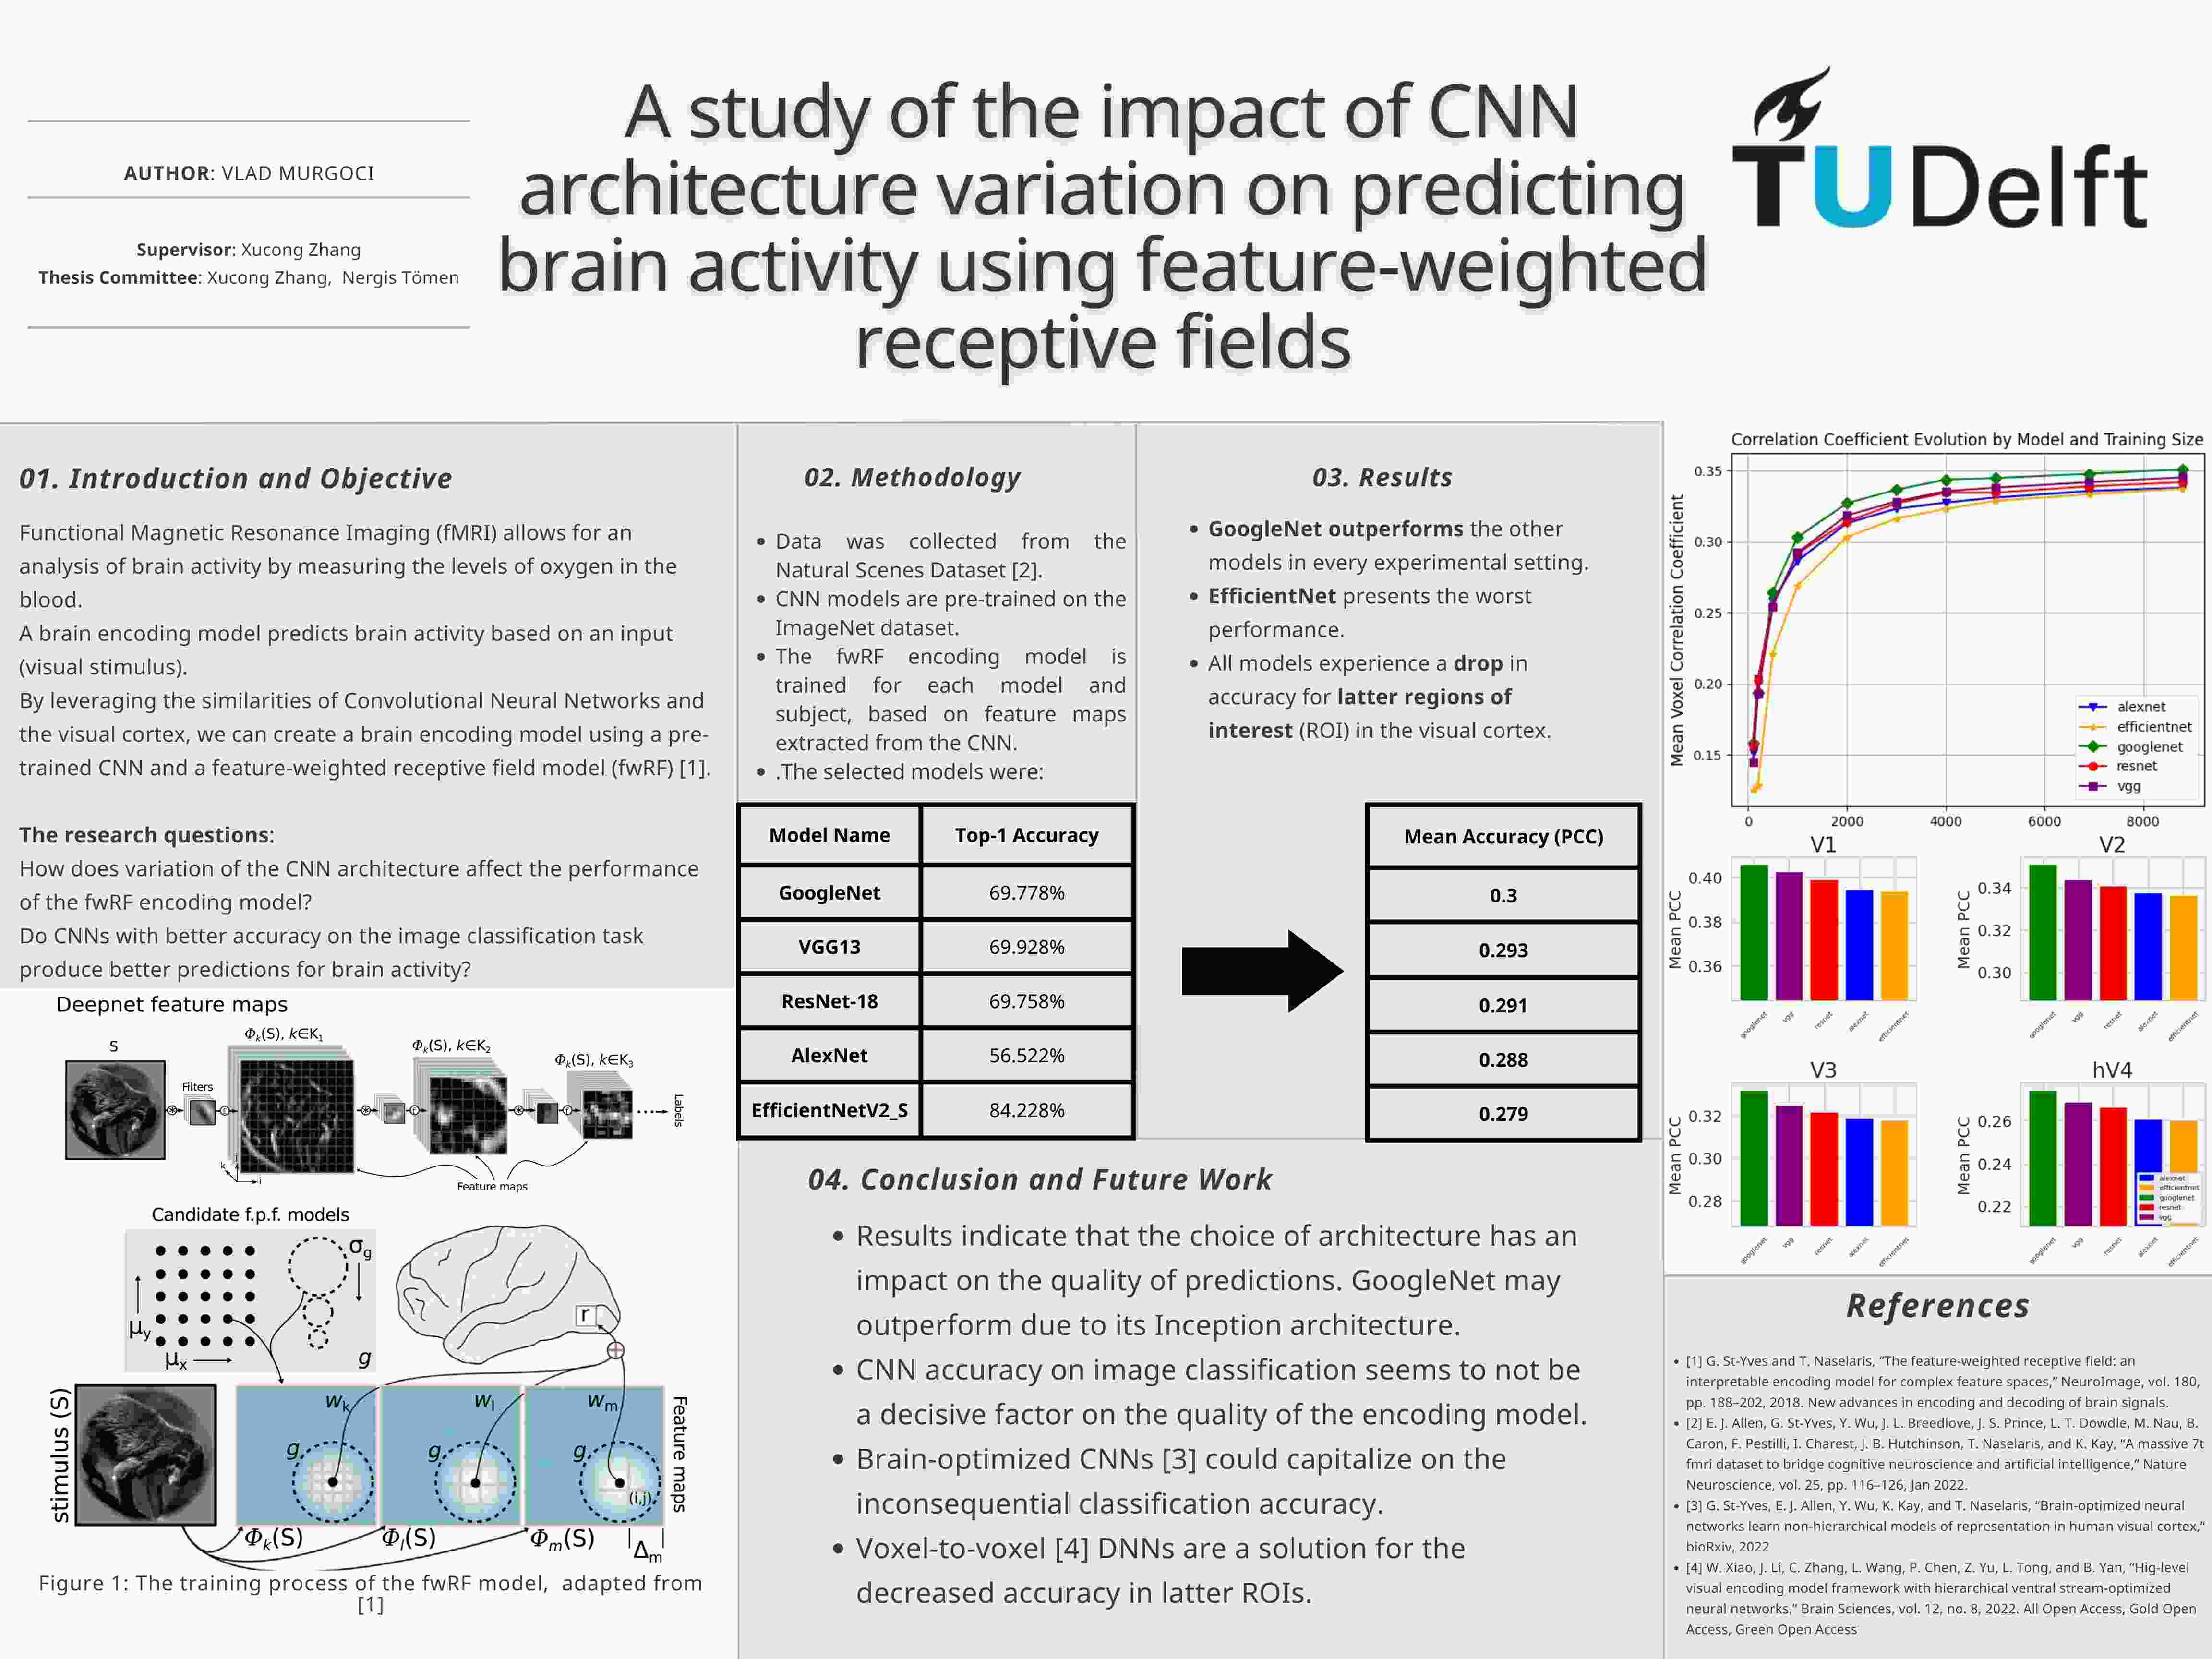 A study of the impact of CNN
architecture variation on predicting
brain activity using feature-weighted
receptive fields
AUTHOR: VLAD MURGOCI
Supervisor: Xucong Zhang
Thesis Committee: Xucong Zhang,  Nergis Tömen
TU Delft
01. Introduction and Objective
Functional Magnetic Resonance Imaging (fMRI) allows for an
analysis of brain activity by measuring the levels of oxygen in the
blood.
A brain encoding model predicts brain activity based on an input
(visual stimulus).
By leveraging the similarities of Convolutional Neural Networks and
the visual cortex, we can create a brain encoding model using a pre-
trained CNN and a feature-weighted receptive field model (fwRF) [1].
The research questions:
How does variation of the CNN architecture affect the performance
of the fwRF encoding model?
Do CNNs with better accuracy on the image classification task
produce better predictions for brain activity?
Deepnet feature maps
S
Filters
Φk(S), k∈K1
Φk(S), k∈K2
Φk(S), k∈K3
Labels
k
j
i
Feature maps
Candidate f.p.f. models
σg
μy
μx
g
r
stimulus (S)
wk
wl
wm
g
g
g
(i,j)
Feature maps
Φk(S)
Φl(S)
Φm(S)
Δm
Figure 1: The training process of the fwRF model,  adapted from
[1]
02. Methodology
• Data was collected from the
Natural Scenes Dataset [2].
• CNN models are pre-trained on the
ImageNet dataset.
• The fwRF encoding model is
trained for each model and
subject, based on feature maps
extracted from the CNN.
• .The selected models were:
Model Name Top-1 Accuracy
GoogleNet 69.778%
VGG13 69.928%
ResNet-18 69.758%
AlexNet 56.522%
EfficientNetV2_S 84.228%
03. Results
• GoogleNet outperforms the other
models in every experimental setting.
• EfficientNet presents the worst
performance.
• All models experience a drop in
accuracy for latter regions of
interest (ROI) in the visual cortex.
Mean Accuracy (PCC)
0.3
0.293
0.291
0.288
0.279
04. Conclusion and Future Work
• Results indicate that the choice of architecture has an
impact on the quality of predictions. GoogleNet may
outperform due to its Inception architecture.
• CNN accuracy on image classification seems to not be
a decisive factor on the quality of the encoding model.
• Brain-optimized CNNs [3] could capitalize on the
inconsequential classification accuracy.
• Voxel-to-voxel [4] DNNs are a solution for the
decreased accuracy in latter ROIs.
Correlation Coefficient Evolution by Model and Training Size
Mean Voxel Correlation Coefficient
0.35
0.30
0.25
0.20
0.15
0 2000 4000 6000 8000
alexnet
efficientnet
googlenet
resnet
vgg
V1
Mean PCC
0.40
0.38
0.36
googlenet vgg resnet alexnet efficientnet
V2
Mean PCC
0.34
0.32
0.30
googlenet vgg resnet alexnet efficientnet
V3
Mean PCC
0.32
0.30
0.28
googlenet vgg resnet alexnet efficientnet
hV4
Mean PCC
0.26
0.24
0.22
alexnet
efficientnet
googlenet
resnet
vgg
googlenet vgg resnet alexnet efficientnet
References
• [1] G. St-Yves and T. Naselaris, “The feature-weighted receptive field: an
interpretable encoding model for complex feature spaces,” NeuroImage, vol. 180,
pp. 188–202, 2018. New advances in encoding and decoding of brain signals.
• [2] E. J. Allen, G. St-Yves, Y. Wu, J. L. Breedlove, J. S. Prince, L. T. Dowdle, M. Nau, B.
Caron, F. Pestilli, I. Charest, J. B. Hutchinson, T. Naselaris, and K. Kay, “A massive 7t
fmri dataset to bridge cognitive neuroscience and artificial intelligence,” Nature
Neuroscience, vol. 25, pp. 116–126, Jan 2022.
• [3] G. St-Yves, E. J. Allen, Y. Wu, K. Kay, and T. Naselaris, “Brain-optimized neural
networks learn non-hierarchical models of representation in human visual cortex,”
bioRxiv, 2022
• [4] W. Xiao, J. Li, C. Zhang, L. Wang, P. Chen, Z. Yu, L. Tong, and B. Yan, “Hig-level
visual encoding model framework with hierarchical ventral stream-optimized
neural networks,” Brain Sciences, vol. 12, no. 8, 2022. All Open Access, Gold Open
Access, Green Open Access